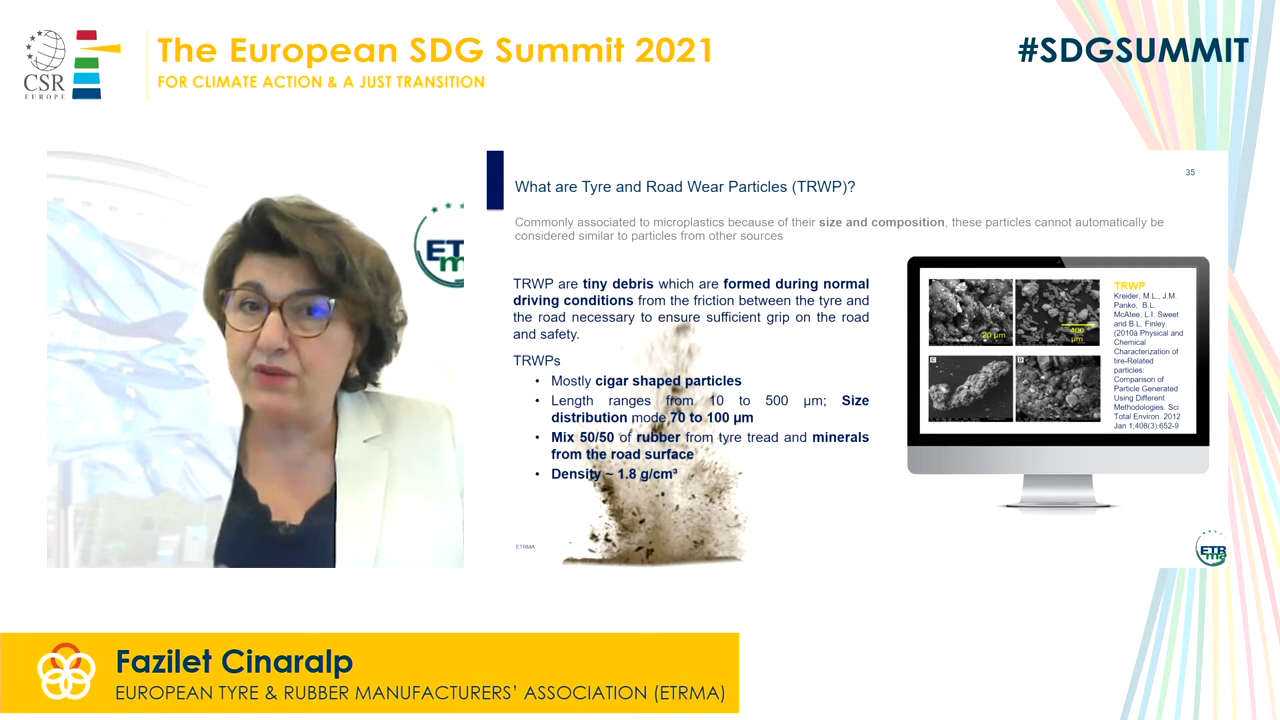 CSR
EUROPE
The European SDG Summit 2021
FOR CLIMATE ACTION & A JUST TRANSITION
#SDGSUMMIT
35
What are Tyre and Road Wear Particles (TRWP)?
Commonly associated to microplastics because of their size and composition, these particles cannot automatically be
considered similar to particles from other sources
TRWP are tiny debris which are formed during normal
driving conditions from the friction between the tyre and
the road necessary to ensure sufficient grip on the road
and safety.
TRWPs
• Mostly cigar shaped particles
• Length ranges from 10 to 500 μm; Size
distribution mode 70 to 100 μm
• Mix 50/50 of rubber from tyre tread and minerals
from the road surface
• Density ~ 1.8 g/cm³
ETRMA
20 μm
400
μm
C
D
TRWP
Kreider, M.L., J.M.
Panko, B.L.
McAtee, L.I. Sweet
and B.L. Finley.
(2010à Physical and
Chemical
Characterization of
tire-Related
particles:
Comparison of
Particle Generated
Using Different
Methodologies. Sci
Total Environ. 2012
Jan 1;408(3):652-9
ETR
ma
ET
m
Fazilet Cinaralp
EUROPEAN TYRE & RUBBER MANUFACTURERS' ASSOCIATION (ETRMA)